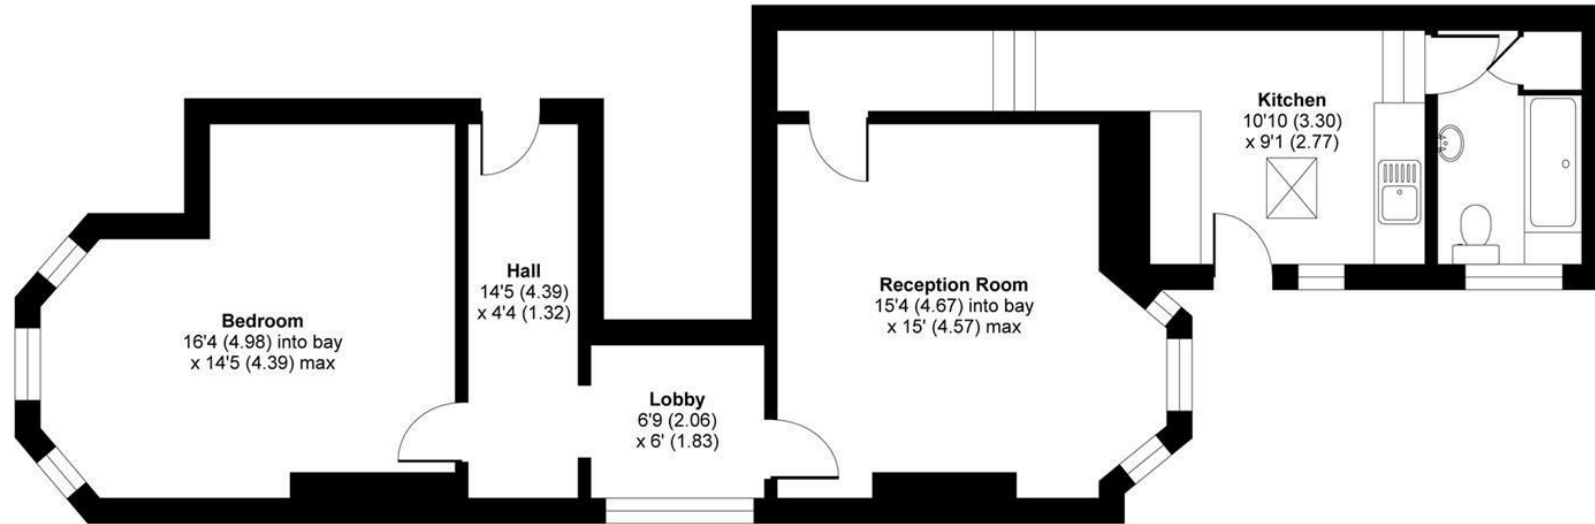 Kitchen
10'10 (3.30)
x 9'1 (2.77)
Hall
14'5 (4.39)
x 4'4 (1.32)
Reception Room
15'4 (4.67) into bay
x 15' (4.57) max
Bedroom
16'4 (4.98) into bay
x 14'5 (4.39) max
Lobby
6'9 (2.06)
x 6' (1.83)